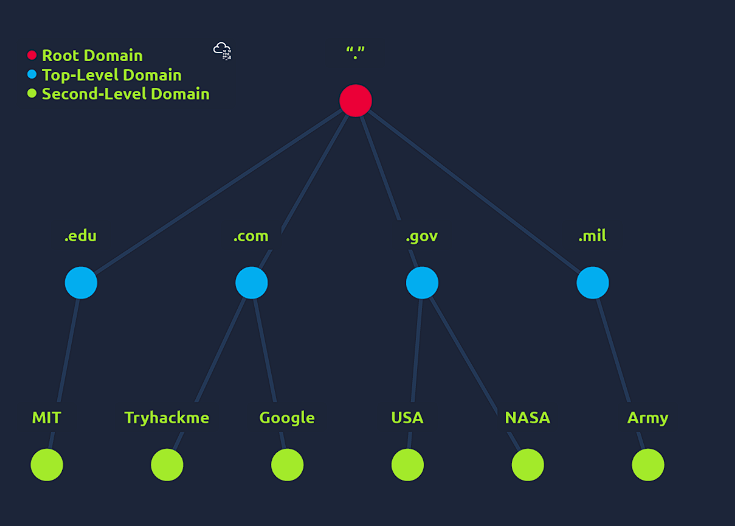 Root Domain
Top-Level Domain
Second-Level Domain
“.”
.edu
.com
.gov
.mil
MIT
Tryhackme
Google
USA
NASA
Army